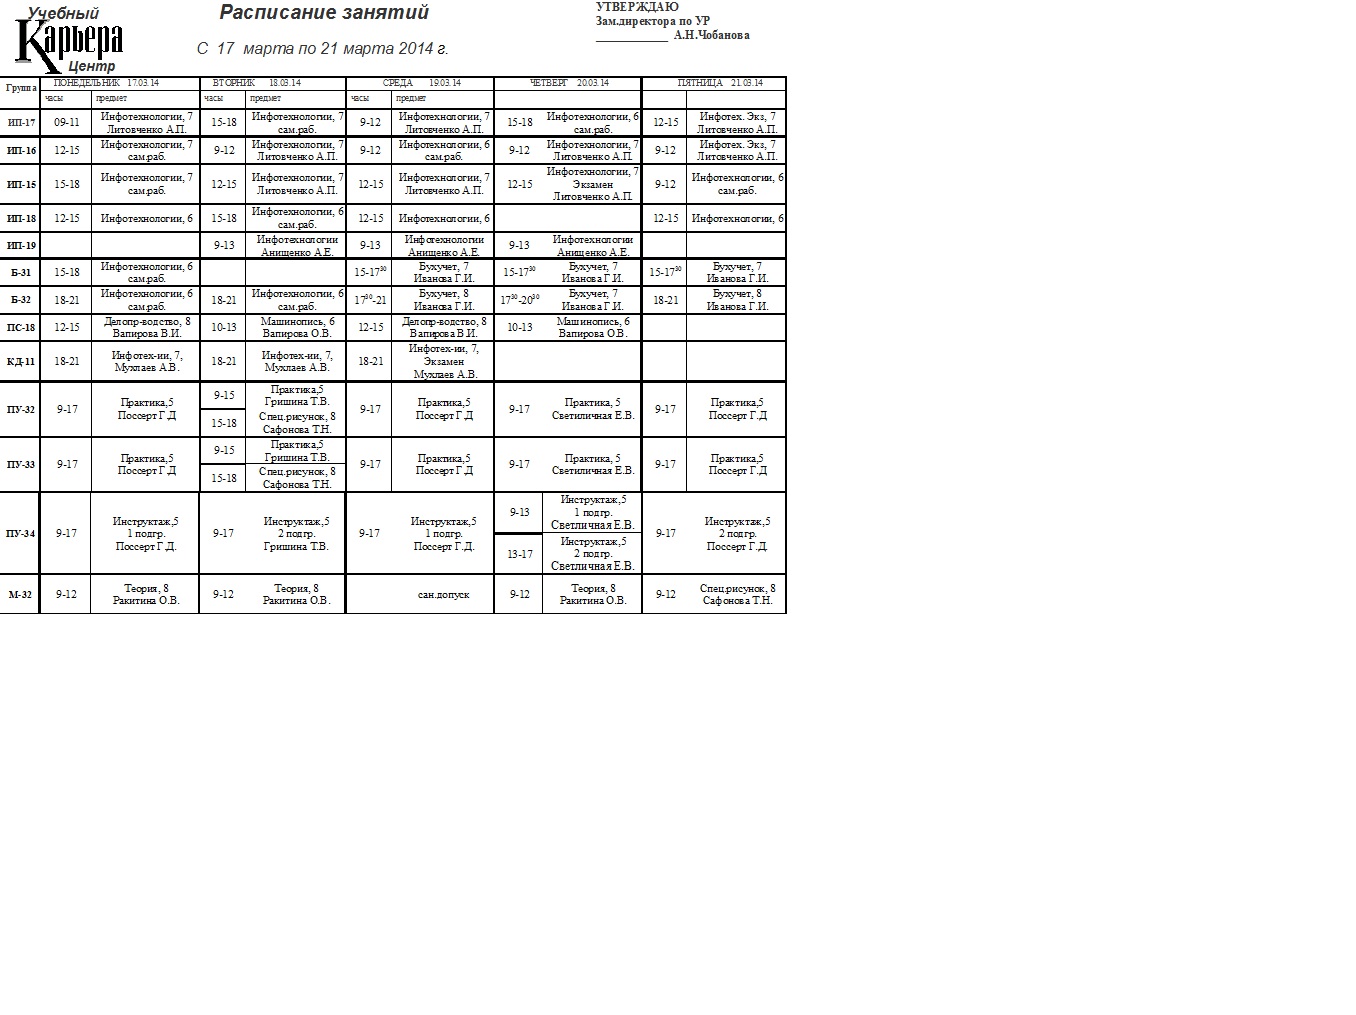 Учебный
Карьера
Центр
Расписание занятий
С 17 марта по 21 марта 2014 г.
УТВЕРЖДАЮ
Зам.директора по УР
____________ А.Н.Чобанова
Группа ПОНЕДЕЛЬНИК 17.03.14 ВТОРНИК 18.03.14 СРЕДА 19.03.14 ЧЕТВЕРГ 20.03.14 ПЯТНИЦА 21.03.14
часы предмет часы предмет часы предмет
ИП-17 09-11 Инфотехнологии, 7 Литовченко А.П. 15-18 Инфотехнологии, 7 сам.раб. 9-12 Инфотехнологии, 7 Литовченко А.П. 15-18 Инфотехнологии, 6 сам.раб. 12-15 Инфотех. Экз, 7 Литовченко А.П.
ИП-16 12-15 Инфотехнологии, 7 сам.раб. 9-12 Инфотехнологии, 7 Литовченко А.П. 9-12 Инфотехнологии, 6 сам.раб. 9-12 Инфотехнологии, 7 Литовченко А.П. 9-12 Инфотех. Экз, 7 Литовченко А.П.
ИП-15 15-18 Инфотехнологии, 7 сам.раб. 12-15 Инфотехнологии, 7 Литовченко А.П. 12-15 Инфотехнологии, 7 Литовченко А.П. 12-15 Инфотехнологии, 7 Экзамен Литовченко А.П. 9-12 Инфотехнологии, 6 сам.раб.
ИП-18 12-15 Инфотехнологии, 6 15-18 Инфотехнологии, 6 сам.раб. 12-15 Инфотехнологии, 6 12-15 Инфотехнологии, 6
ИП-19 9-13 Инфотехнологии Анищенко А.Е. 9-13 Инфотехнологии Анищенко А.Е. 9-13 Инфотехнологии Анищенко А.Е.
Б-31 15-18 Инфотехнологии, 6 сам.раб. 15-17³⁰ Бухучет, 7 Иванова Г.И. 15-17³⁰ Бухучет, 7 Иванова Г.И. 15-17³⁰ Бухучет, 7 Иванова Г.И.
Б-32 18-21 Инфотехнологии, 6 сам.раб. 18-21 Инфотехнологии, 6 сам.раб. 17³⁰-21 Бухучет, 8 Иванова Г.И. 17³⁰-20³⁰ Бухучет, 7 Иванова Г.И. 18-21 Бухучет, 8 Иванова Г.И.
ПС-18 12-15 Делопр-водство, 8 Вапирова В.И. 10-13 Машинопись, 6 Вапирова О.В. 12-15 Делопр-водство, 8 Вапирова В.И. 10-13 Машинопись, 6 Вапирова О.В.
КД-11 18-21 Инфотех-ии, 7, Мухлаев А.В. 18-21 Инфотех-ии, 7, Мухлаев А.В. 18-21 Инфотех-ии, 7, Экзамен Мухлаев А.В.
ПУ-32 9-17 Практика,5 Поссерт Г.Д 9-15 Практика,5 Гришина Т.В. 15-18 Спец.рисунок, 8 Сафонова Т.Н. 9-17 Практика,5 Поссерт Г.Д 9-17 Практика, 5 Светиличная Е.В. 9-17 Практика,5 Поссерт Г.Д
ПУ-33 9-17 Практика,5 Поссерт Г.Д 9-15 Практика,5 Гришина Т.В. 15-18 Спец.рисунок, 8 Сафонова Т.Н. 9-17 Практика,5 Поссерт Г.Д 9-17 Практика, 5 Светиличная Е.В. 9-17 Практика,5 Поссерт Г.Д
ПУ-34 9-17 Инструктаж,5 1 подгр. Поссерт Г.Д. 9-17 Инструктаж,5 2 подгр. Гришина Т.В. 9-17 Инструктаж,5 1 подгр. Поссерт Г.Д. 9-13 Инструктаж,5 1 подгр. Светличная Е.В. 13-17 Инструктаж,5 2 подгр. Светличная Е.В. 9-17 Инструктаж,5 2 подгр. Поссерт Г.Д.
М-32 9-12 Теория, 8 Ракитина О.В. 9-12 Теория, 8 Ракитина О.В. сан.допуск 9-12 Теория, 8 Ракитина О.В. 9-12 Спец.рисунок, 8 Сафонова Т.Н.